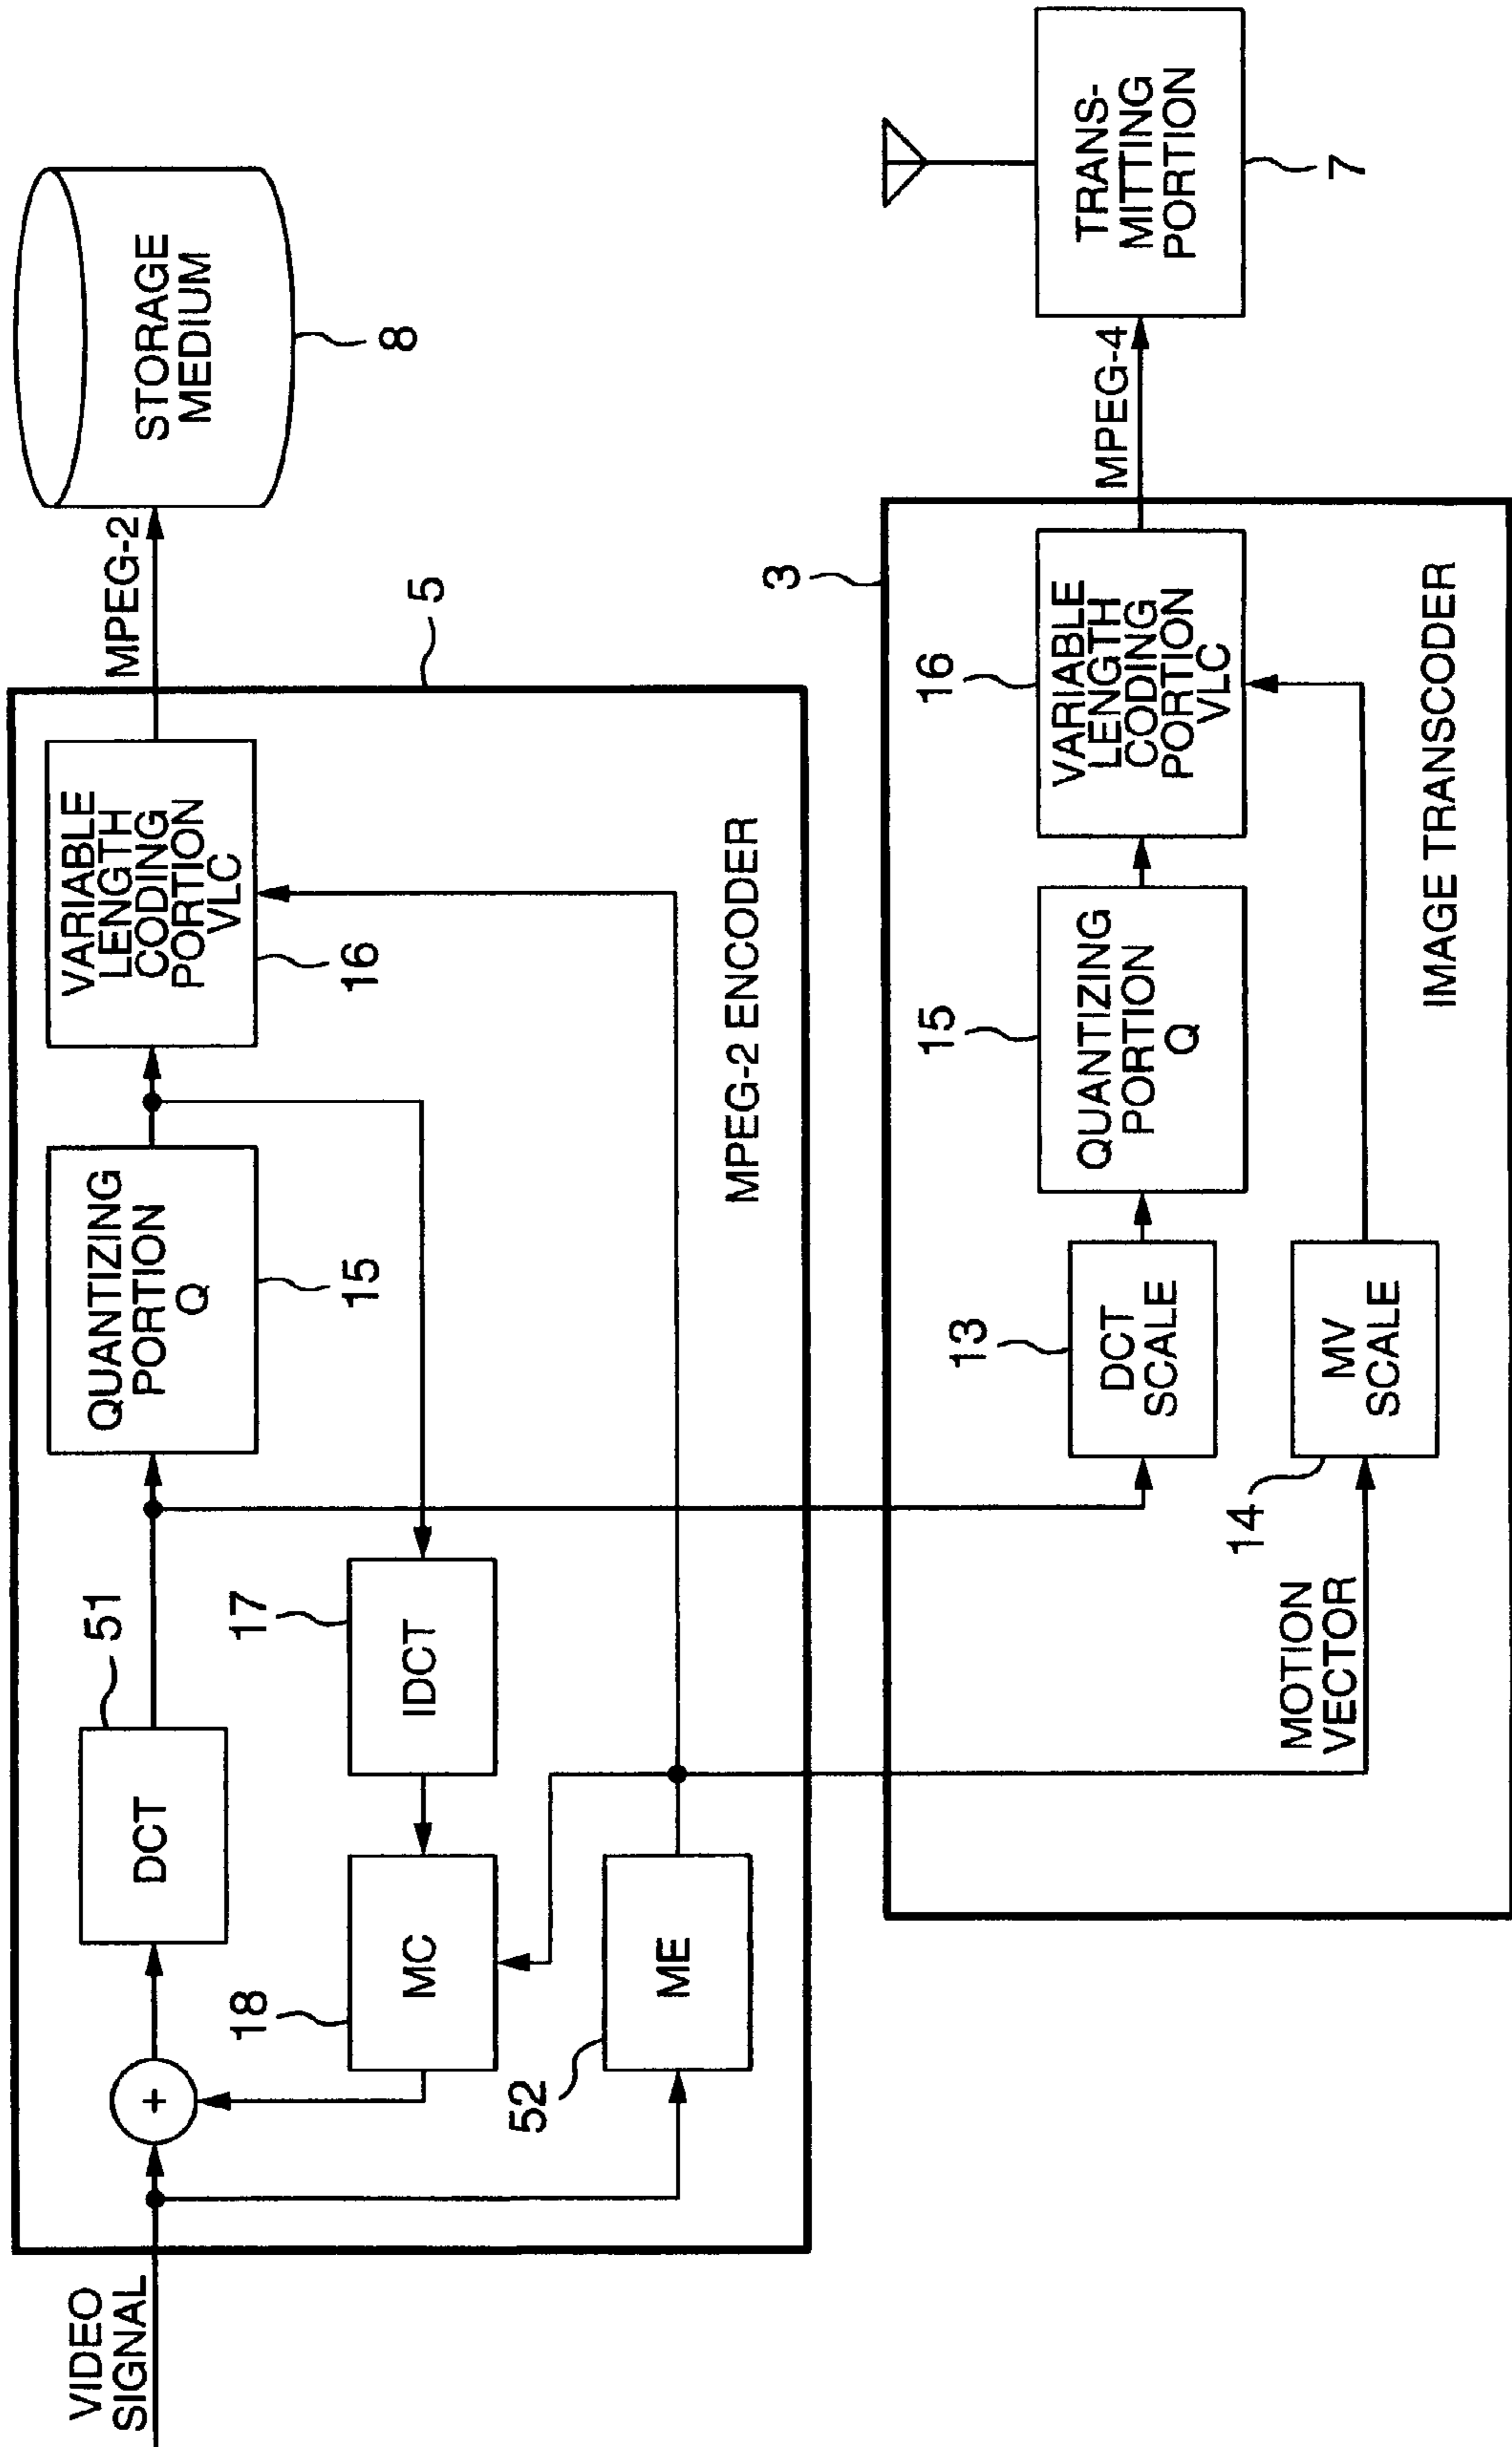 VIDEO
SIGNAL
DCT
51
QUANTIZING
PORTION
Q
15
VARIABLE
LENGTH
CODING
PORTION
VLC
16
MPEG-2
STORAGE
MEDIUM
8
18
MC
17
IDCT
52
ME
MPEG-2 ENCODER
5
3
MOTION
VECTOR
13
DCT
SCALE
14
MV
SCALE
15
QUANTIZING
PORTION
Q
16
VARIABLE
LENGTH
CODING
PORTION
VLC
IMAGE TRANSCODER
MPEG-4
TRANS-
MITTING
PORTION
7
+